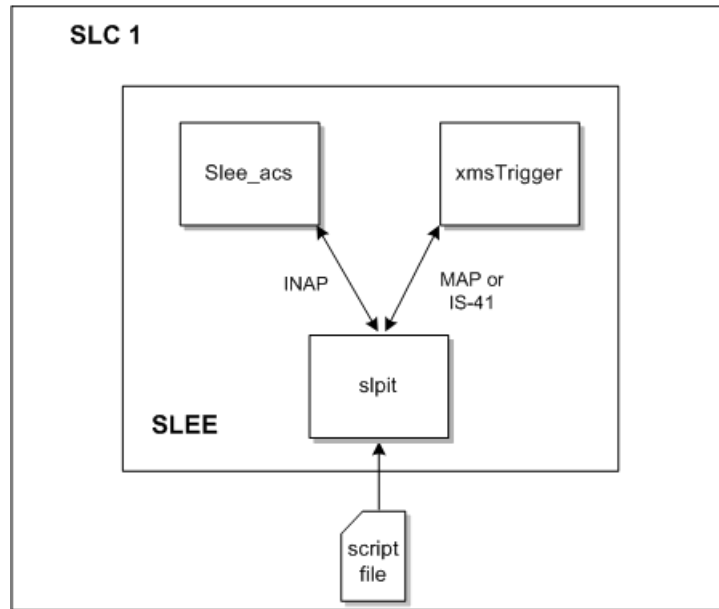 SLC 1
Slee_acs
xmsTrigger
INAP
MAP or
IS-41
slpit
SLEE
script
file